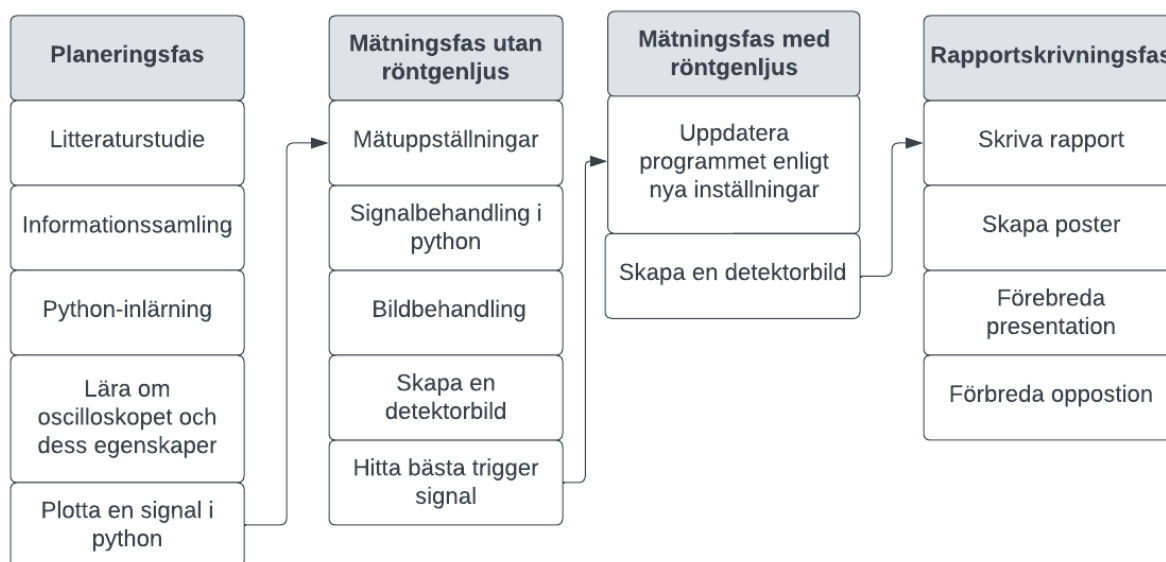 Planeringsfas
Litteraturstudie
Informationssamling
Python-inlärning
Lära om
oscilloskopet och
dess egenskaper
Plotta en signal i
python
Mätningsfas utan
röntgenljus
Mätuppställningar
Signalbehandling i
python
Bildbehandling
Skapa en
detektorbild
Hitta bästa trigger
signal
Mätningsfas med
röntgenljus
Uppdatera
programmet enligt
nya inställningar
Skapa en detektorbild
Rapportskrivningsfas
Skriva rapport
Skapa poster
Förebreda
presentation
Förbreda oppostion